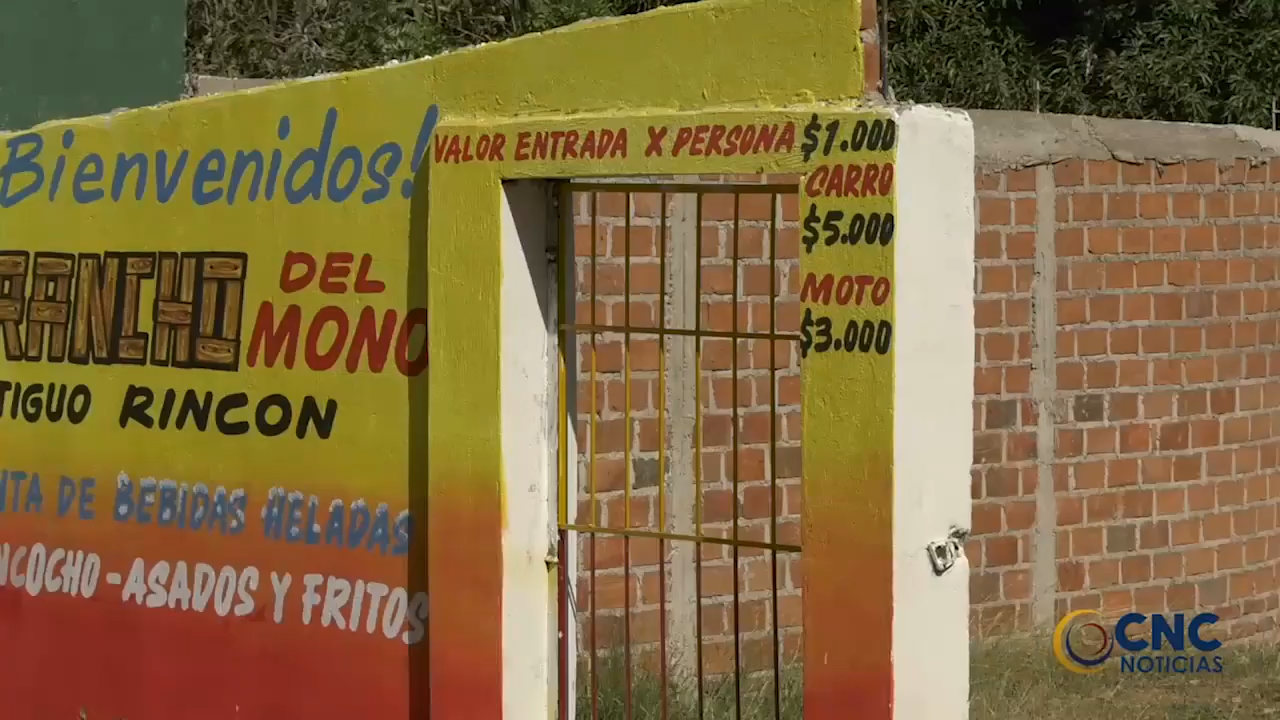 Bienvenidos!
RANCHO DEL MONO
TIGUO RINCON
NTA DE BEBIDAS HELADAS
NCOCHO-ASADOS Y FRITOS
VALOR ENTRADA X PERSONA $1.000
CARRO
$5.000
MOTO
$3.000
CNC
NOTICIAS